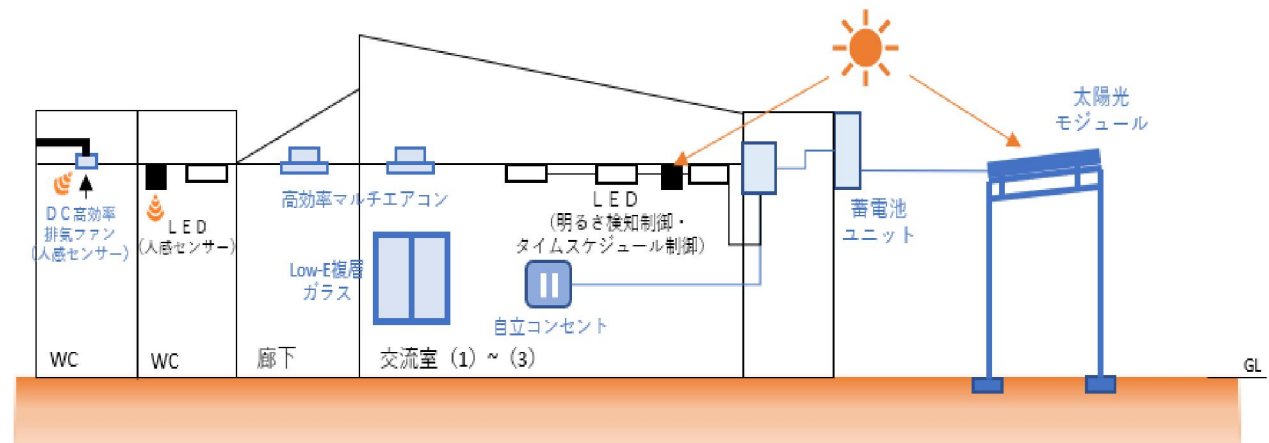 太陽光
モジュール
DC高効率
排気ファン
(人感センサー)
LED
(人感センサー)
高効率マルチエアコン
LED
(明るさ検知制御・
タイムスケジュール制御)
蓄電池
ユニット
Low-E複層
ガラス
自立コンセント
WC
WC
廊下
交流室（1）~（3）
GL